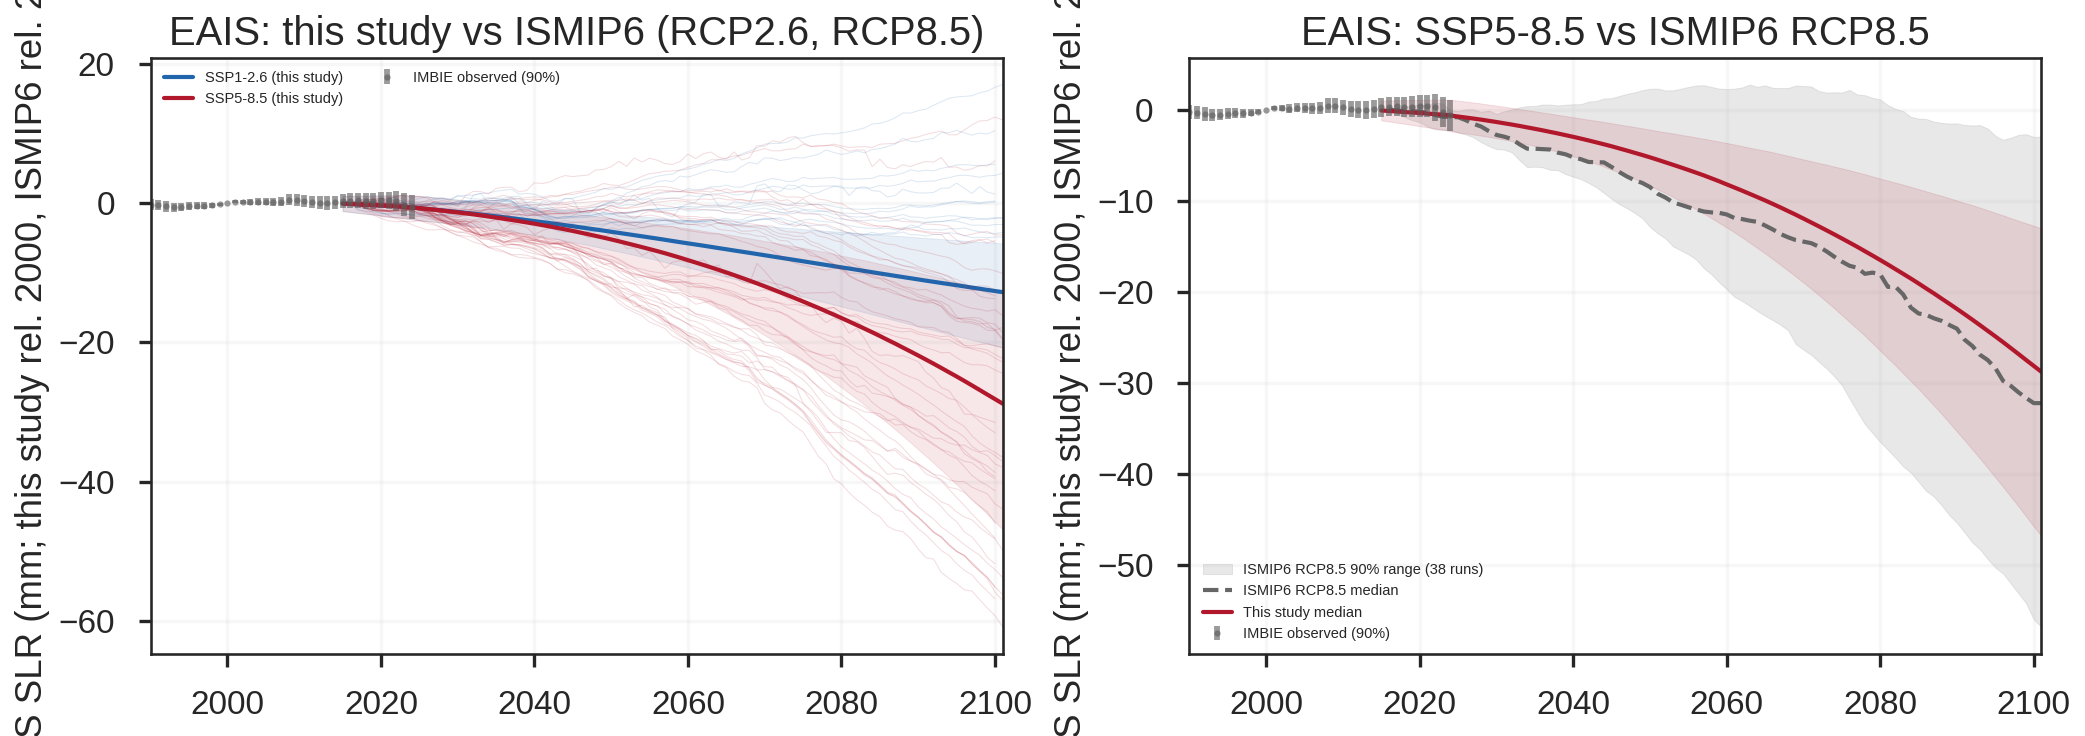 EAIS: this study vs ISMIP6 (RCP2.6, RCP8.5)
S SLR (mm; this study rel. 2000, ISMIP6 rel. 2
20
0
−20
−40
−60
SSP1-2.6 (this study)
SSP5-8.5 (this study)
IMBIE observed (90%)
2000 2020 2040 2060 2080 2100
EAIS: SSP5-8.5 vs ISMIP6 RCP8.5
S SLR (mm; this study rel. 2000, ISMIP6 rel. 2
0
−10
−20
−30
−40
−50
ISMIP6 RCP8.5 90% range (38 runs)
ISMIP6 RCP8.5 median
This study median
IMBIE observed (90%)
2000 2020 2040 2060 2080 2100